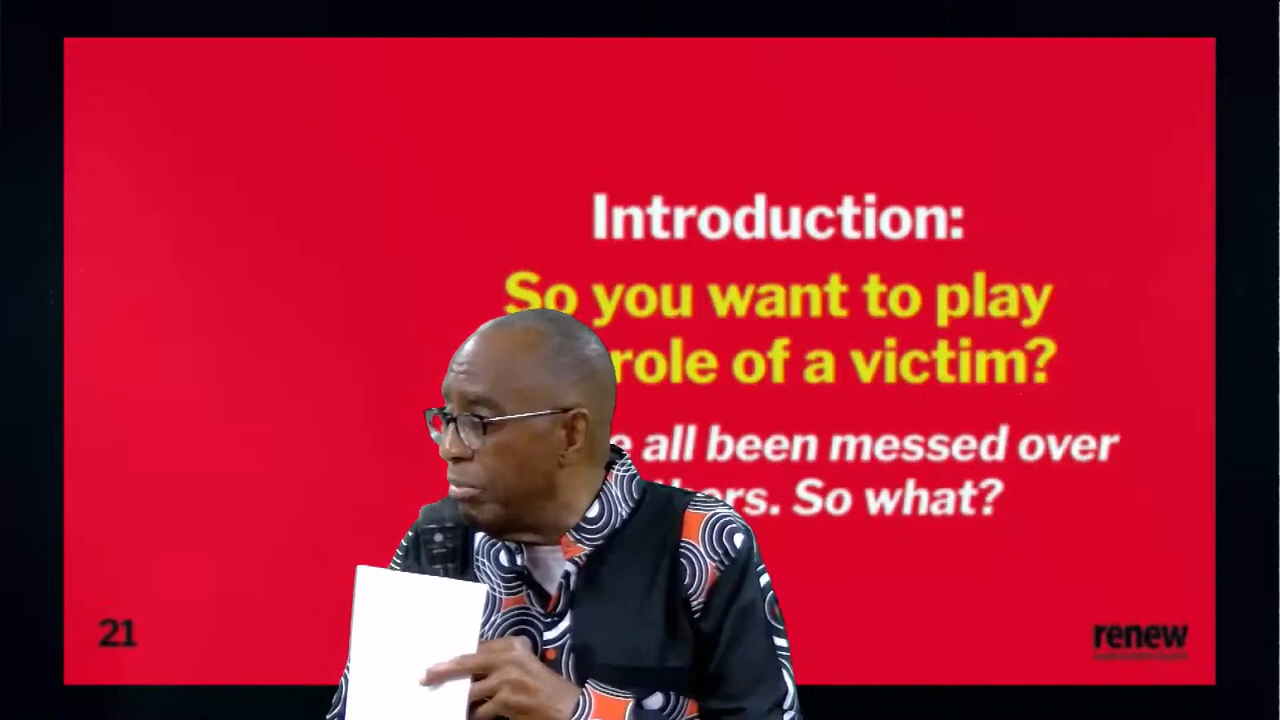 Introduction:
So you want to play
role of a victim?
all been messed over
So what?
21
renew